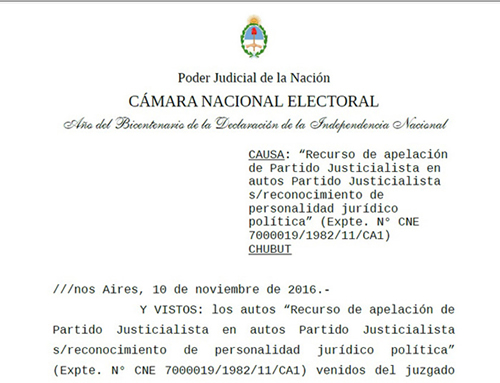 Poder Judicial de la Nación
CÁMARA NACIONAL ELECTORAL
Año del Bicentenario de la Declaración de la Independencia Nacional
CAUSA: “Recurso de apelación
de Partido Justicialista en
autos Partido Justicialista
s/reconocimiento de
personalidad jurídico
política” (Expte. N° CNE
7000019/1982/11/CA1)
CHUBUT
///nos Aires, 10 de noviembre de 2016.-
Y VISTOS: los autos “Recurso de apelación de
Partido Justicialista en autos Partido Justicialista
s/reconocimiento de personalidad jurídico política”
(Expte. N° CNE 7000019/1982/11/CA1) venidos del juzgado